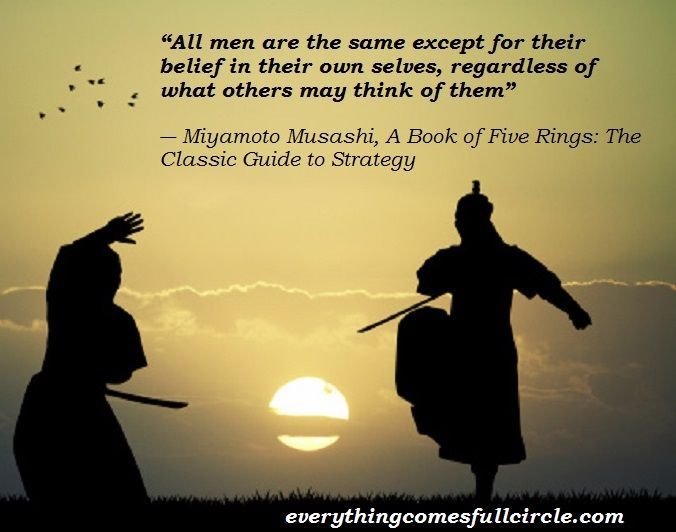 “All men are the same except for their
belief in their own selves, regardless of
what others may think of them”
― Miyamoto Musashi, A Book of Five Rings: The
Classic Guide to Strategy
everythingcomesfullcircle.com